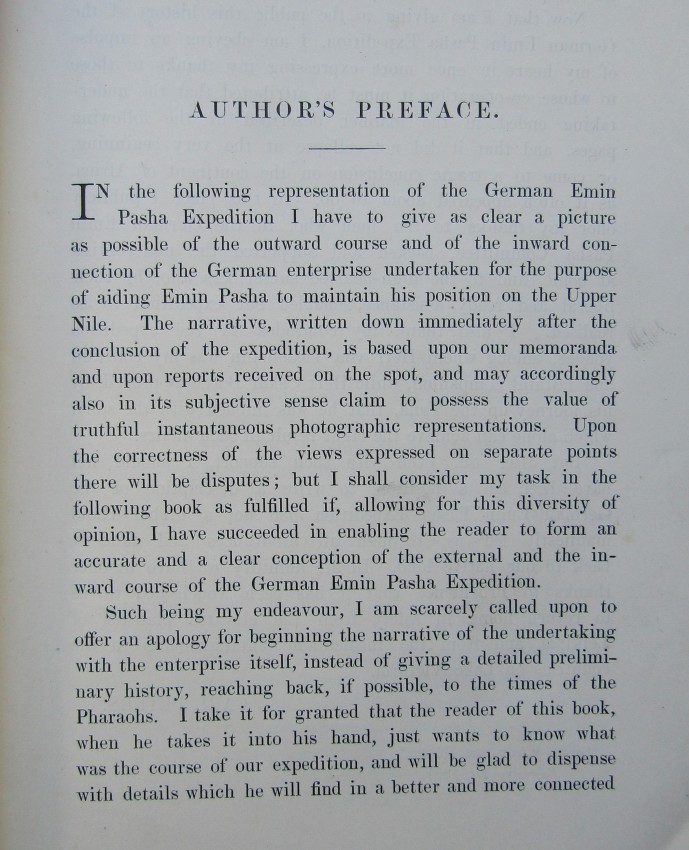 AUTHOR'S PREFACE.
IN the following representation of the German Emin
Pasha Expedition I have to give as clear a picture
as possible of the outward course and of the inward con-
nection of the German enterprise undertaken for the purpose
of aiding Emin Pasha to maintain his position on the Upper
Nile. The narrative, written down immediately after the
conclusion of the expedition, is based upon our memoranda
and upon reports received on the spot, and may accordingly
also in its subjective sense claim to possess the value of
truthful instantaneous photographic representations. Upon
the correctness of the views expressed on separate points
there will be disputes; but I shall consider my task in the
following book as fulfilled if, allowing for this diversity of
opinion, I have succeeded in enabling the reader to form an
accurate and a clear conception of the external and the in-
ward course of the German Emin Pasha Expedition.
Such being my endeavour, I am scarcely called upon to
offer an apology for beginning the narrative of the undertaking
with the enterprise itself, instead of giving a detailed prelimi-
nary history, reaching back, if possible, to the times of the
Pharaohs. I take it for granted that the reader of this book,
when he takes it into his hand, just wants to know what
was the course of our expedition, and will be glad to dispense
with details which he will find in a better and more connected